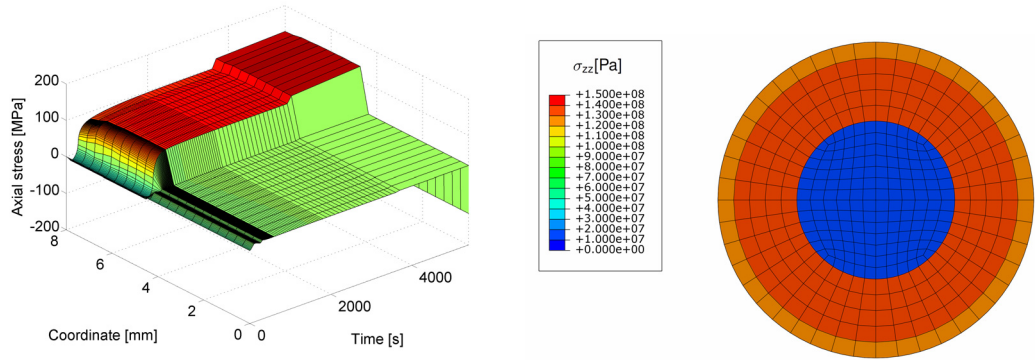 200
100
0
-100
-200
Axial stress [MPa]
8
6
4
2
0
Coordinate [mm]
0
2000
4000
Time [s]
σzz[Pa]
+1.500e+08
+1.400e+08
+1.300e+08
+1.200e+08
+1.100e+08
+1.000e+08
+9.000e+07
+8.000e+07
+7.000e+07
+6.000e+07
+5.000e+07
+4.000e+07
+3.000e+07
+2.000e+07
+1.000e+07
+0.000e+00